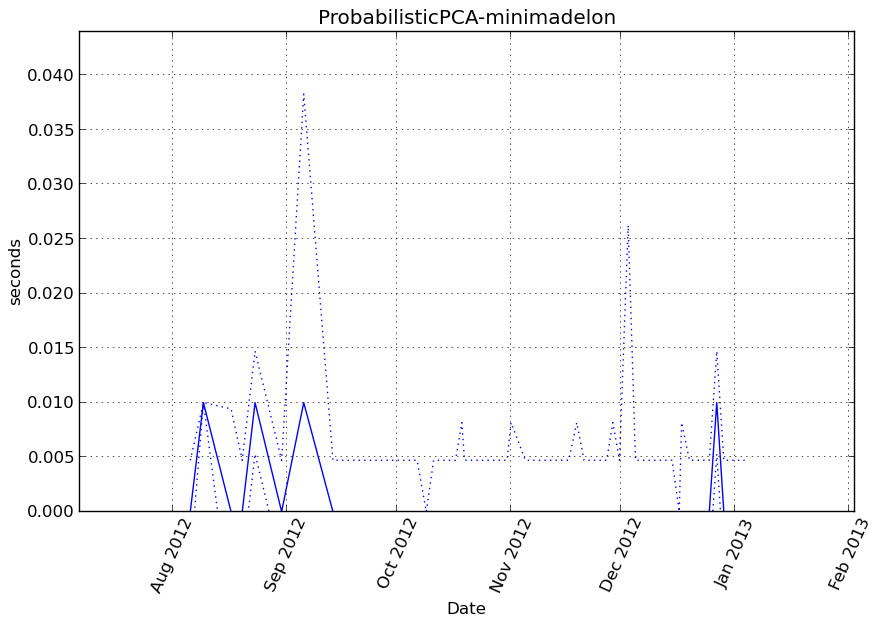 ProbabilisticPCA-minimadelon
0.040
0.035
0.030
0.025
0.020
0.015
0.010
0.005
0.000
seconds
Aug 2012
Sep 2012
Oct 2012
Nov 2012
Dec 2012
Jan 2013
Feb 2013
Date